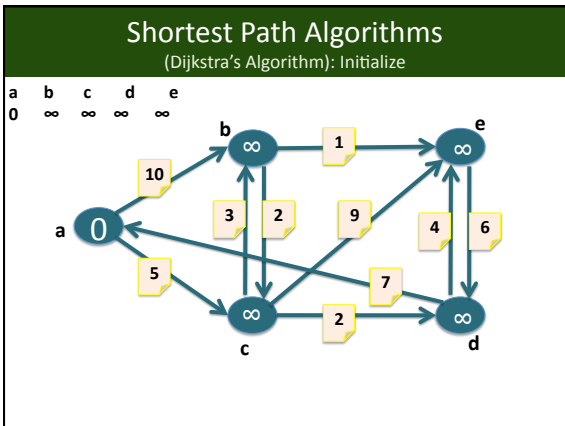 Shortest Path Algorithms
(Dijkstra's Algorithm): Initialize
a b c d e
0 ∞ ∞ ∞ ∞
b
e
∞
1
∞
10
3
2
9
4
6
a
0
5
7
∞
2
∞
c
d